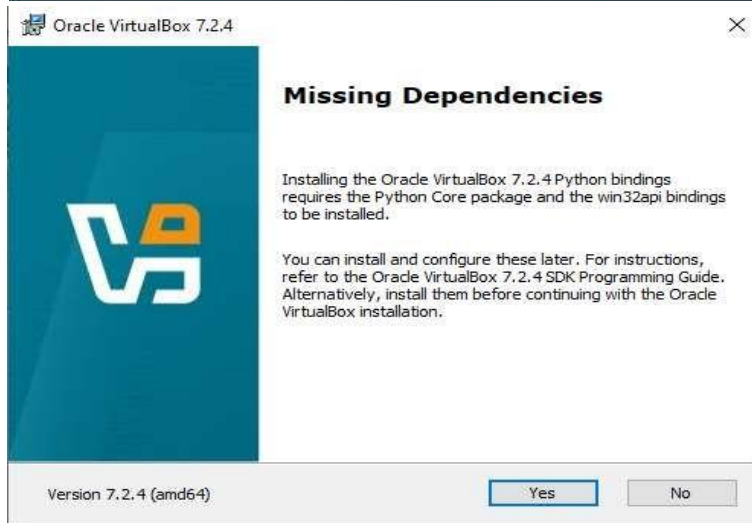 Oracle VirtualBox 7.2.4
Missing Dependencies
Installing the Oracle VirtualBox 7.2.4 Python bindings
requires the Python Core package and the win32api bindings
to be installed.
You can install and configure these later. For instructions,
refer to the Oracle VirtualBox 7.2.4 SDK Programming Guide.
Alternatively, install them before continuing with the Oracle
VirtualBox installation.
Version 7.2.4 (amd64)
Yes
No